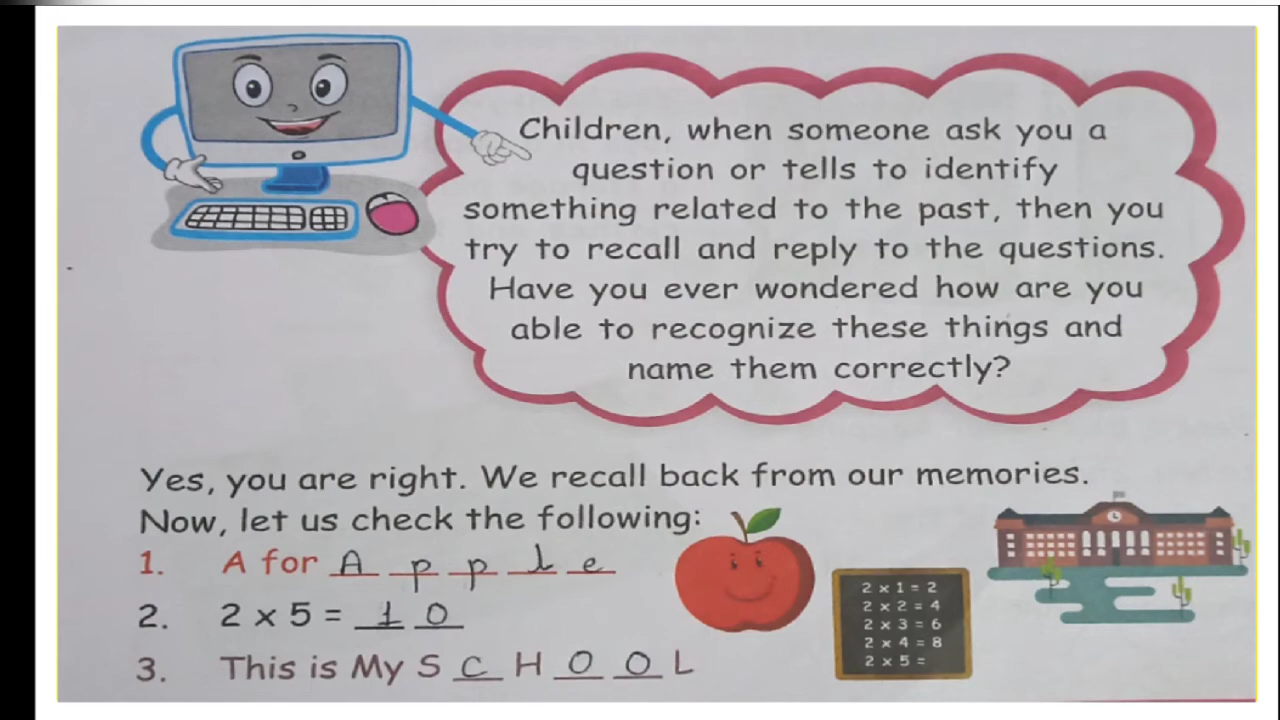 Children, when someone ask you a
question or tells to identify
something related to the past, then you
try to recall and reply to the questions.
Have you ever wondered how are you
able to recognize these things and
name them correctly?
Yes, you are right. We recall back from our memories.
Now, let us check the following:
1. A for A p p l e
2. 2 x 5 = 1 0
3. This is My S C H O O L
2 x 1 = 2
2 x 2 = 4
2 x 3 = 6
2 x 4 = 8
2 x 5 =